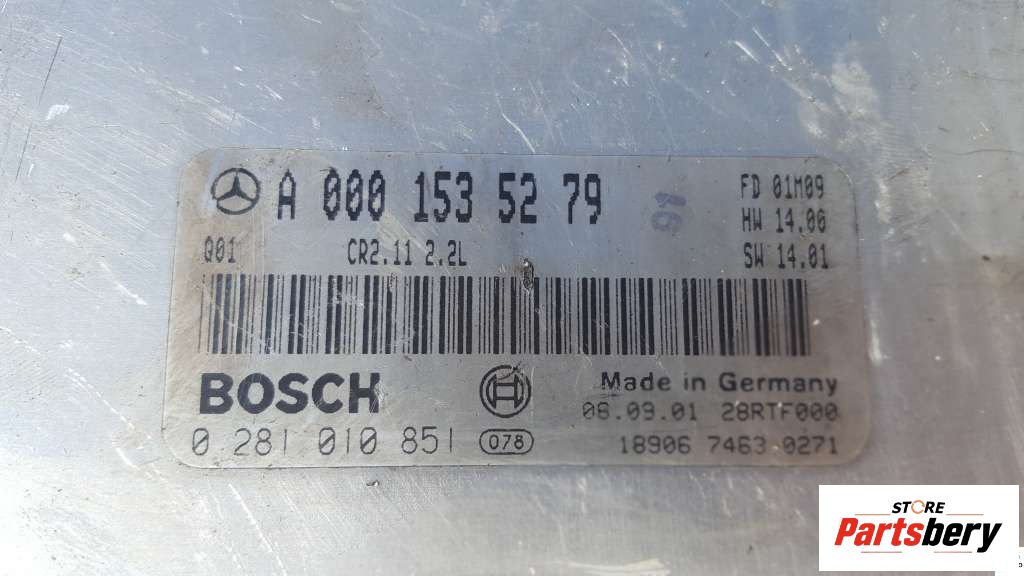 A 000 153 52 79
FD 01M09
HW 14.06
Q01 CR2.11 2.2L
SW 14.01
BOSCH
Made in Germany
06.09.01 28RTF000
0 281 010 851 078
18906 7463 0271
STORE
Partsbery